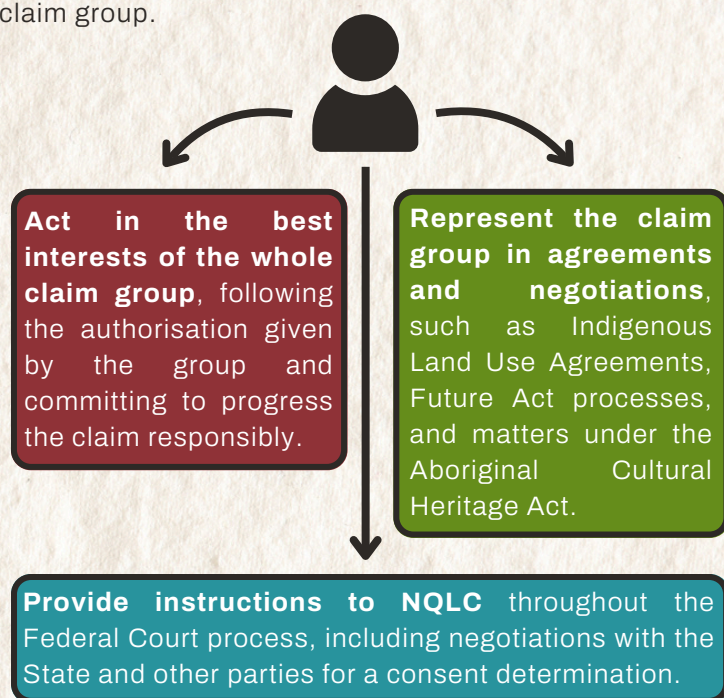 claim group.
Act in the best
interests of the whole
claim group, following
the authorisation given
by the group and
committing to progress
the claim responsibly.
Represent the claim
group in agreements
and negotiations,
such as Indigenous
Land Use Agreements,
Future Act processes,
and matters under the
Aboriginal Cultural
Heritage Act.
Provide instructions to NQLC throughout the
Federal Court process, including negotiations with the
State and other parties for a consent determination.